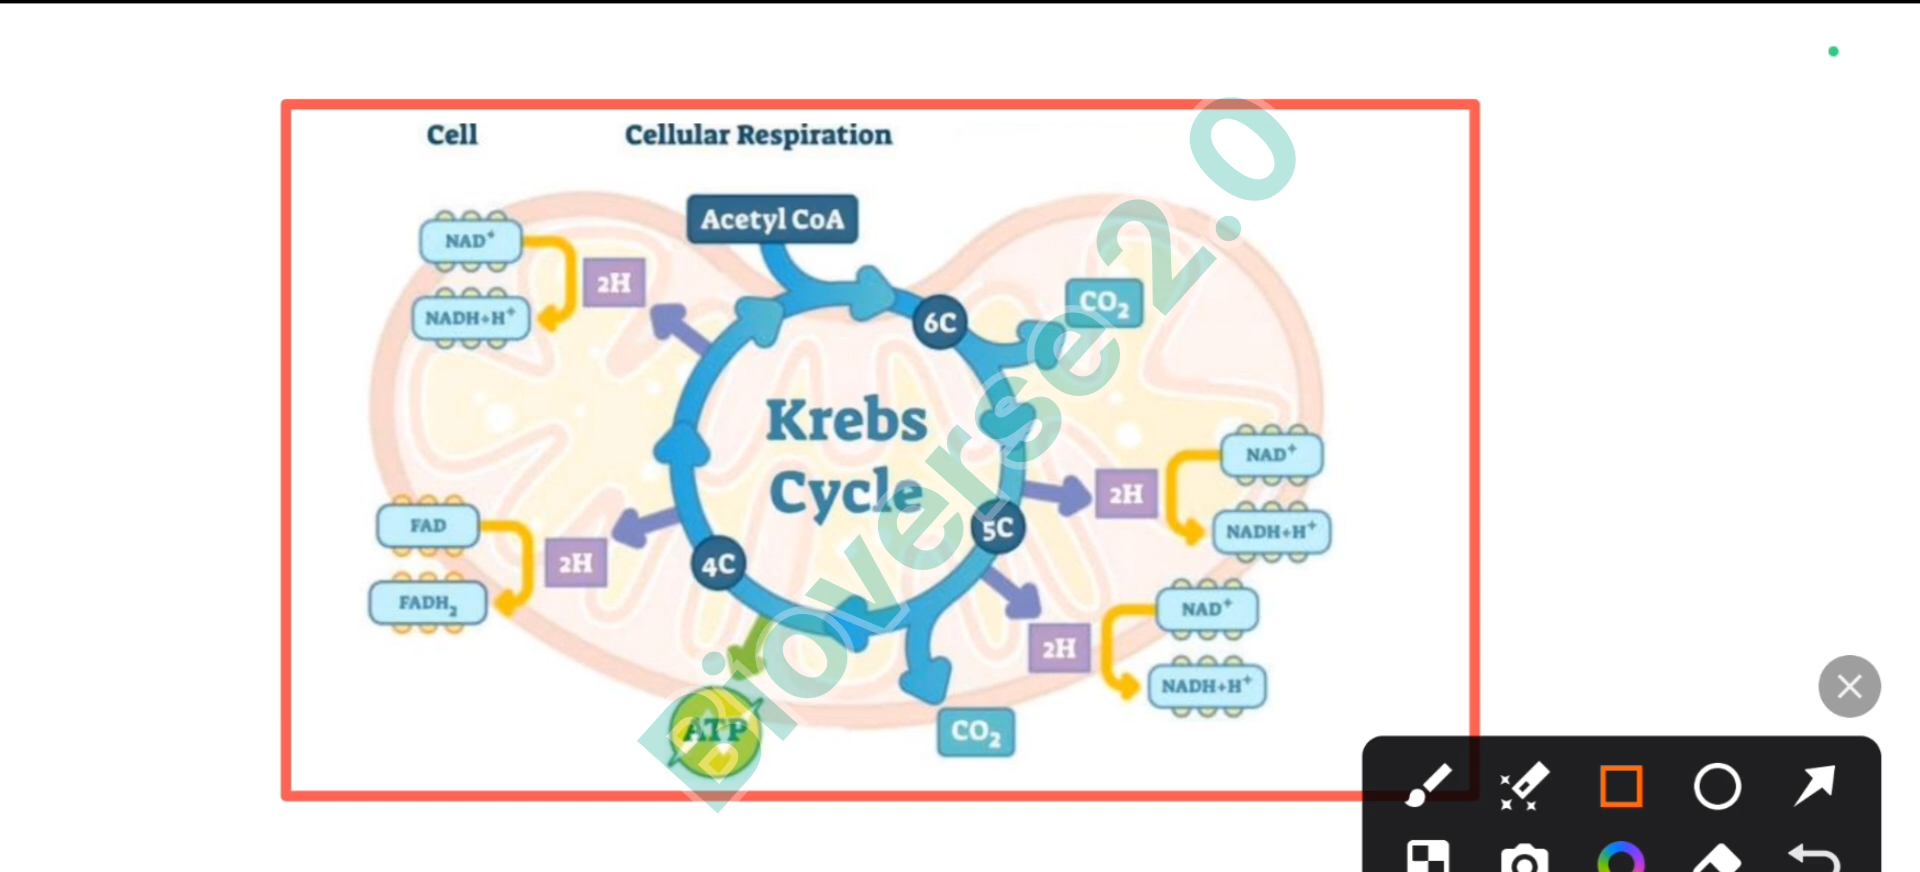 Cell
Cellular Respiration
Acetyl CoA
NAD⁺
2H
NADH+H⁺
6C
CO₂
Krebs
Cycle
NAD⁺
2H
NADH+H⁺
5C
FAD
2H
FADH₂
4C
NAD⁺
2H
NADH+H⁺
ATP
CO₂
Bioverse2.0